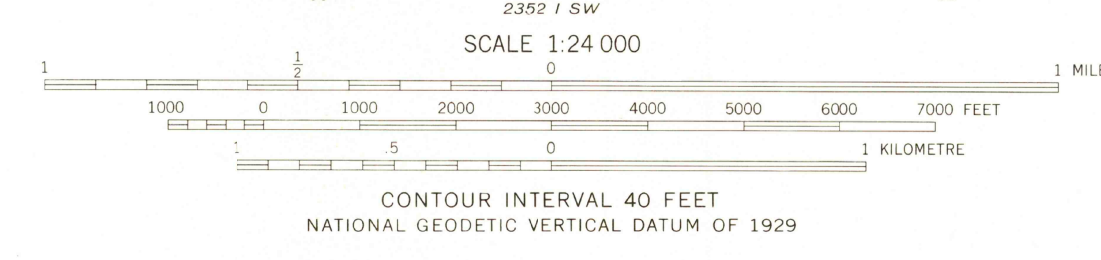 2352 I SW
SCALE 1:24 000
1 1/2 0 1
1000 0 1000 2000 3000 4000 5000 6000 7000 FEET
1 .5 0 1 KILOMETRE
CONTOUR INTERVAL 40 FEET
NATIONAL GEODETIC VERTICAL DATUM OF 1929